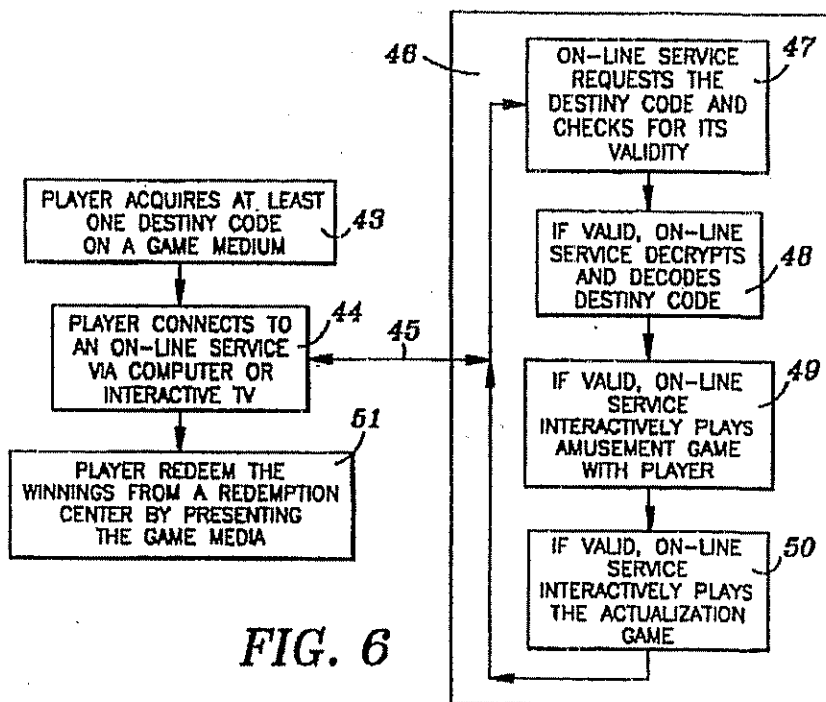 PLAYER ACQUIRES AT LEAST
ONE DESTINY CODE
ON A GAME MEDIUM
43
PLAYER CONNECTS TO
AN ON-LINE SERVICE
VIA COMPUTER OR
INTERACTIVE TV
44
45
51
PLAYER REDEEM THE
WINNINGS FROM A REDEMPTION
CENTER BY PRESENTING
THE GAME MEDIA
46
ON-LINE SERVICE
REQUESTS THE
DESTINY CODE AND
CHECKS FOR ITS
VALIDITY
47
IF VALID, ON-LINE
SERVICE DECRYPTS
AND DECODES
DESTINY CODE
48
IF VALID, ON-LINE
SERVICE
INTERACTIVELY PLAYS
AMUSEMENT GAME
WITH PLAYER
49
IF VALID, ON-LINE
SERVICE
INTERACTIVELY PLAYS
THE ACTUALIZATION
GAME
50
FIG. 6